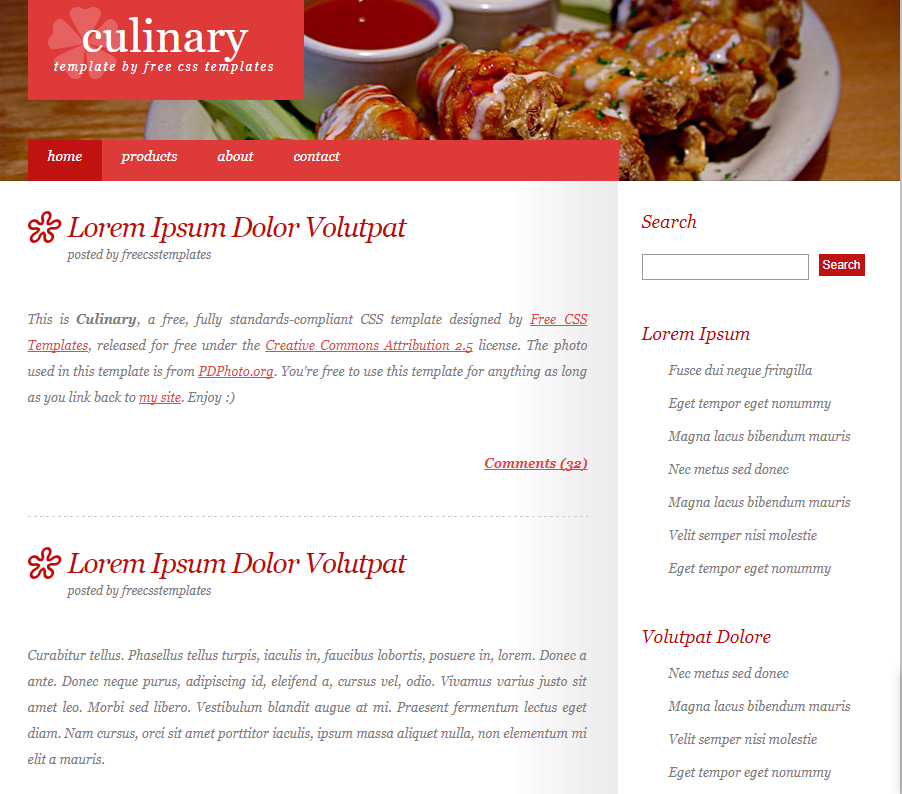 culinary
template by free css templates
home products about contact
Lorem Ipsum Dolor Volutpat
posted by freecsstemplates
This is Culinary, a free, fully standards-compliant CSS template designed by Free CSS
Templates, released for free under the Creative Commons Attribution 2.5 license. The photo
used in this template is from PDPhoto.org. You're free to use this template for anything as long
as you link back to my site. Enjoy :)
Comments (32)
Lorem Ipsum Dolor Volutpat
posted by freecsstemplates
Curabitur tellus. Phasellus tellus turpis, iaculis in, faucibus lobortis, posuere in, lorem. Donec a
ante. Donec neque purus, adipiscing id, eleifend a, cursus vel, odio. Vivamus varius justo sit
amet leo. Morbi sed libero. Vestibulum blandit augue at mi. Praesent fermentum lectus eget
diam. Nam cursus, orci sit amet porttitor iaculis, ipsum massa aliquet nulla, non elementum mi
elit a mauris.
Search
Search
Lorem Ipsum
Fusce dui neque fringilla
Eget tempor eget nonummy
Magna lacus bibendum mauris
Nec metus sed donec
Magna lacus bibendum mauris
Velit semper nisi molestie
Eget tempor eget nonummy
Volutpat Dolore
Nec metus sed donec
Magna lacus bibendum mauris
Velit semper nisi molestie
Eget tempor eget nonummy